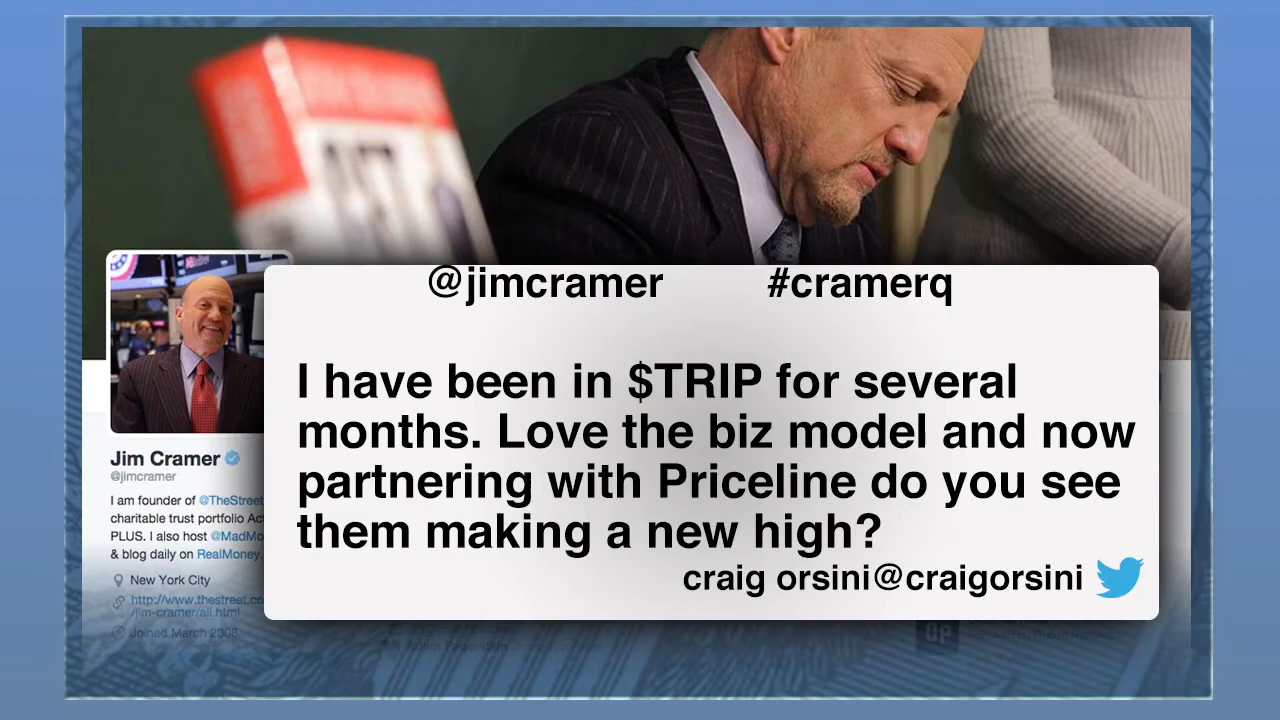 @jimcramer #cramerq
I have been in $TRIP for several
months. Love the biz model and now
partnering with Priceline do you see
them making a new high?
craig orsini@craigorsini
Jim Cramer
@jimcramer
I am founder of @TheStreet
charitable trust portfolio
PLUS. I also host
& blog daily on RealMoney.
New York City
http://www.thestreet.co
/jim-cramer/all.html
Joined March 2008